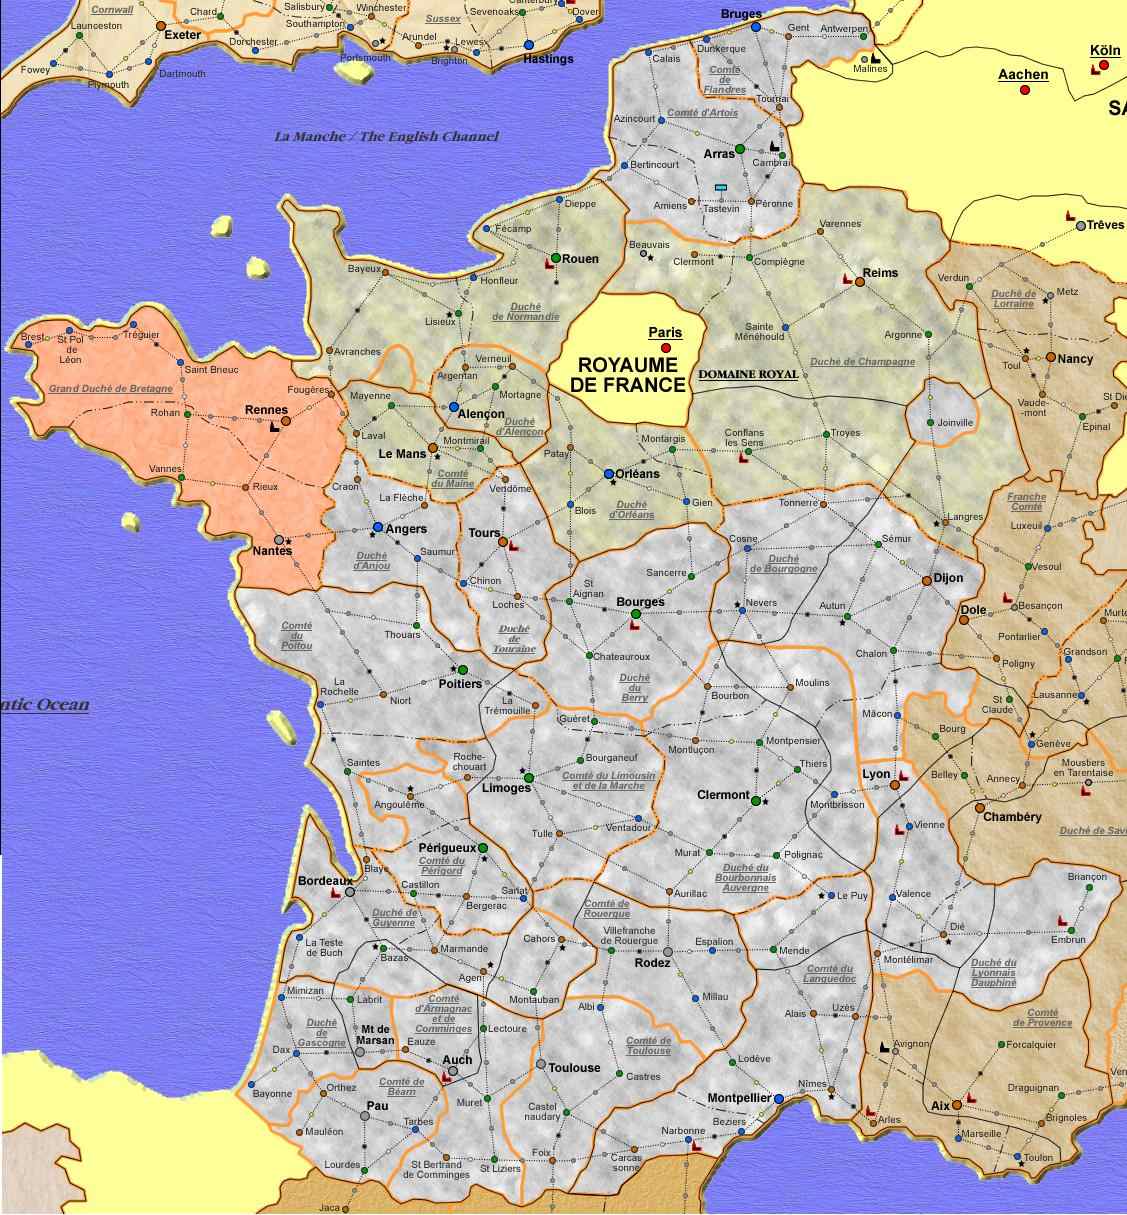 Cornwall
Launceston
Chard
Exeter
Fowey
Plymouth
Dartmouth
Dorchester
Salisbury
Winchester
Southampton
Portsmouth
Sussex
Arundel
Brighton
Lewes
Sevenoaks
Canterbury
Dover
Hastings
La Manche / The English Channel
Bruges
Gent
Antwerpen
Malines
Dunkerque
Calais
Comté
de
Flandres
Tournai
Azincourt
Comté d'Artois
Arras
Cambrai
Bertincourt
Amiens
Tastevin
Péronne
Aachen
Köln
SA
Trêves
Dieppe
Fécamp
Rouen
Bayeux
Honfleur
Lisieux
Duché
de Normandie
Avranches
Beauvais
Clermont
Compiègne
Varennes
Reims
Sainte
Ménéhould
Argonne
Duché de Champagne
Verdun
Duché de
Lorraine
Metz
Nancy
Toul
Vaude-
-mont
St Dié
Epinal
Paris
ROYAUME
DE FRANCE
DOMAINE ROYAL
Joinville
Brest
St Pol
de
Léon
Tréguier
Saint Brieuc
Grand Duché de Bretagne
Rohan
Rennes
Fougères
Vannes
Rieux
Nantes
Verneuil
Argentan
Mortagne
Alençon
Duché
d'Alençon
Mayenne
Laval
Le Mans
Montmirail
Comté
du Maine
Patay
Orléans
Montargis
Duché
d'Orléans
Gien
Blois
Conflans
les Sens
Troyes
Craon
La Flèche
Angers
Duché
d'Anjou
Saumur
Vendôme
Tours
Chinon
Loches
Duché
de
Touraine
St
Aignan
Sancerre
Bourges
Chateauroux
Duché
du
Berry
Cosne
Duché
de Bourgogne
Tonnerre
Sémur
Langres
Nevers
Autun
Dijon
Chalon
Mâcon
Franche
Comté
Luxeuil
Vesoul
Besançon
Dole
Pontarlier
Poligny
Grandson
Lausanne
St
Claude
Genève
Comté
du
Poitou
Thouars
Poitiers
La
Rochelle
Niort
La
Trémouille
ntic Ocean
Guéret
Bourganeuf
Comté du Limousin
et de la Marche
Limoges
Roche-
chouart
Saintes
Angoulême
Tulle
Ventadour
Bourbon
Moulins
Montluçon
Montpensier
Thiers
Clermont
Montbrisson
Murat
Polignac
Duché du
Bourbonnais
Auvergne
Aurillac
Le Puy
Lyon
Vienne
Valence
Dié
Montélimar
Duché du
Lyonnais
Dauphiné
Embrun
Briançon
Bourg
Belley
Annecy
Chambéry
Moustiers
en Tarentaise
Duché de Sav
Périgueux
Comté du
Périgord
Blaye
Bordeaux
Castillon
Bergerac
Sarlat
Duché de
Guyenne
La Teste
de Buch
Bazas
Marmande
Agen
Cahors
Montauban
Comté de
Rouergue
Villefranche
de Rouergue
Rodez
Espalion
Millau
Mende
Comté du
Languedoc
Alais
Uzès
Mimizan
Labrit
Duché
de
Gascogne
Mt de
Marsan
Dax
Bayonne
Comté
d'Armagnac
et de
Comminges
Eauze
Lectoure
Auch
Albi
Comté de
Toulouse
Toulouse
Castres
Lodève
Castel
naudary
Muret
Orthez
Comté de
Béarn
Pau
Tarbes
Mauléon
Lourdes
St Bertrand
de Comminges
St Liziers
Foix
Carcas
sonne
Narbonne
Beziers
Montpellier
Nîmes
Avignon
Arles
Comté
de Provence
Forcalquier
Draguignan
Brignoles
Aix
Marseille
Toulon
Jaca